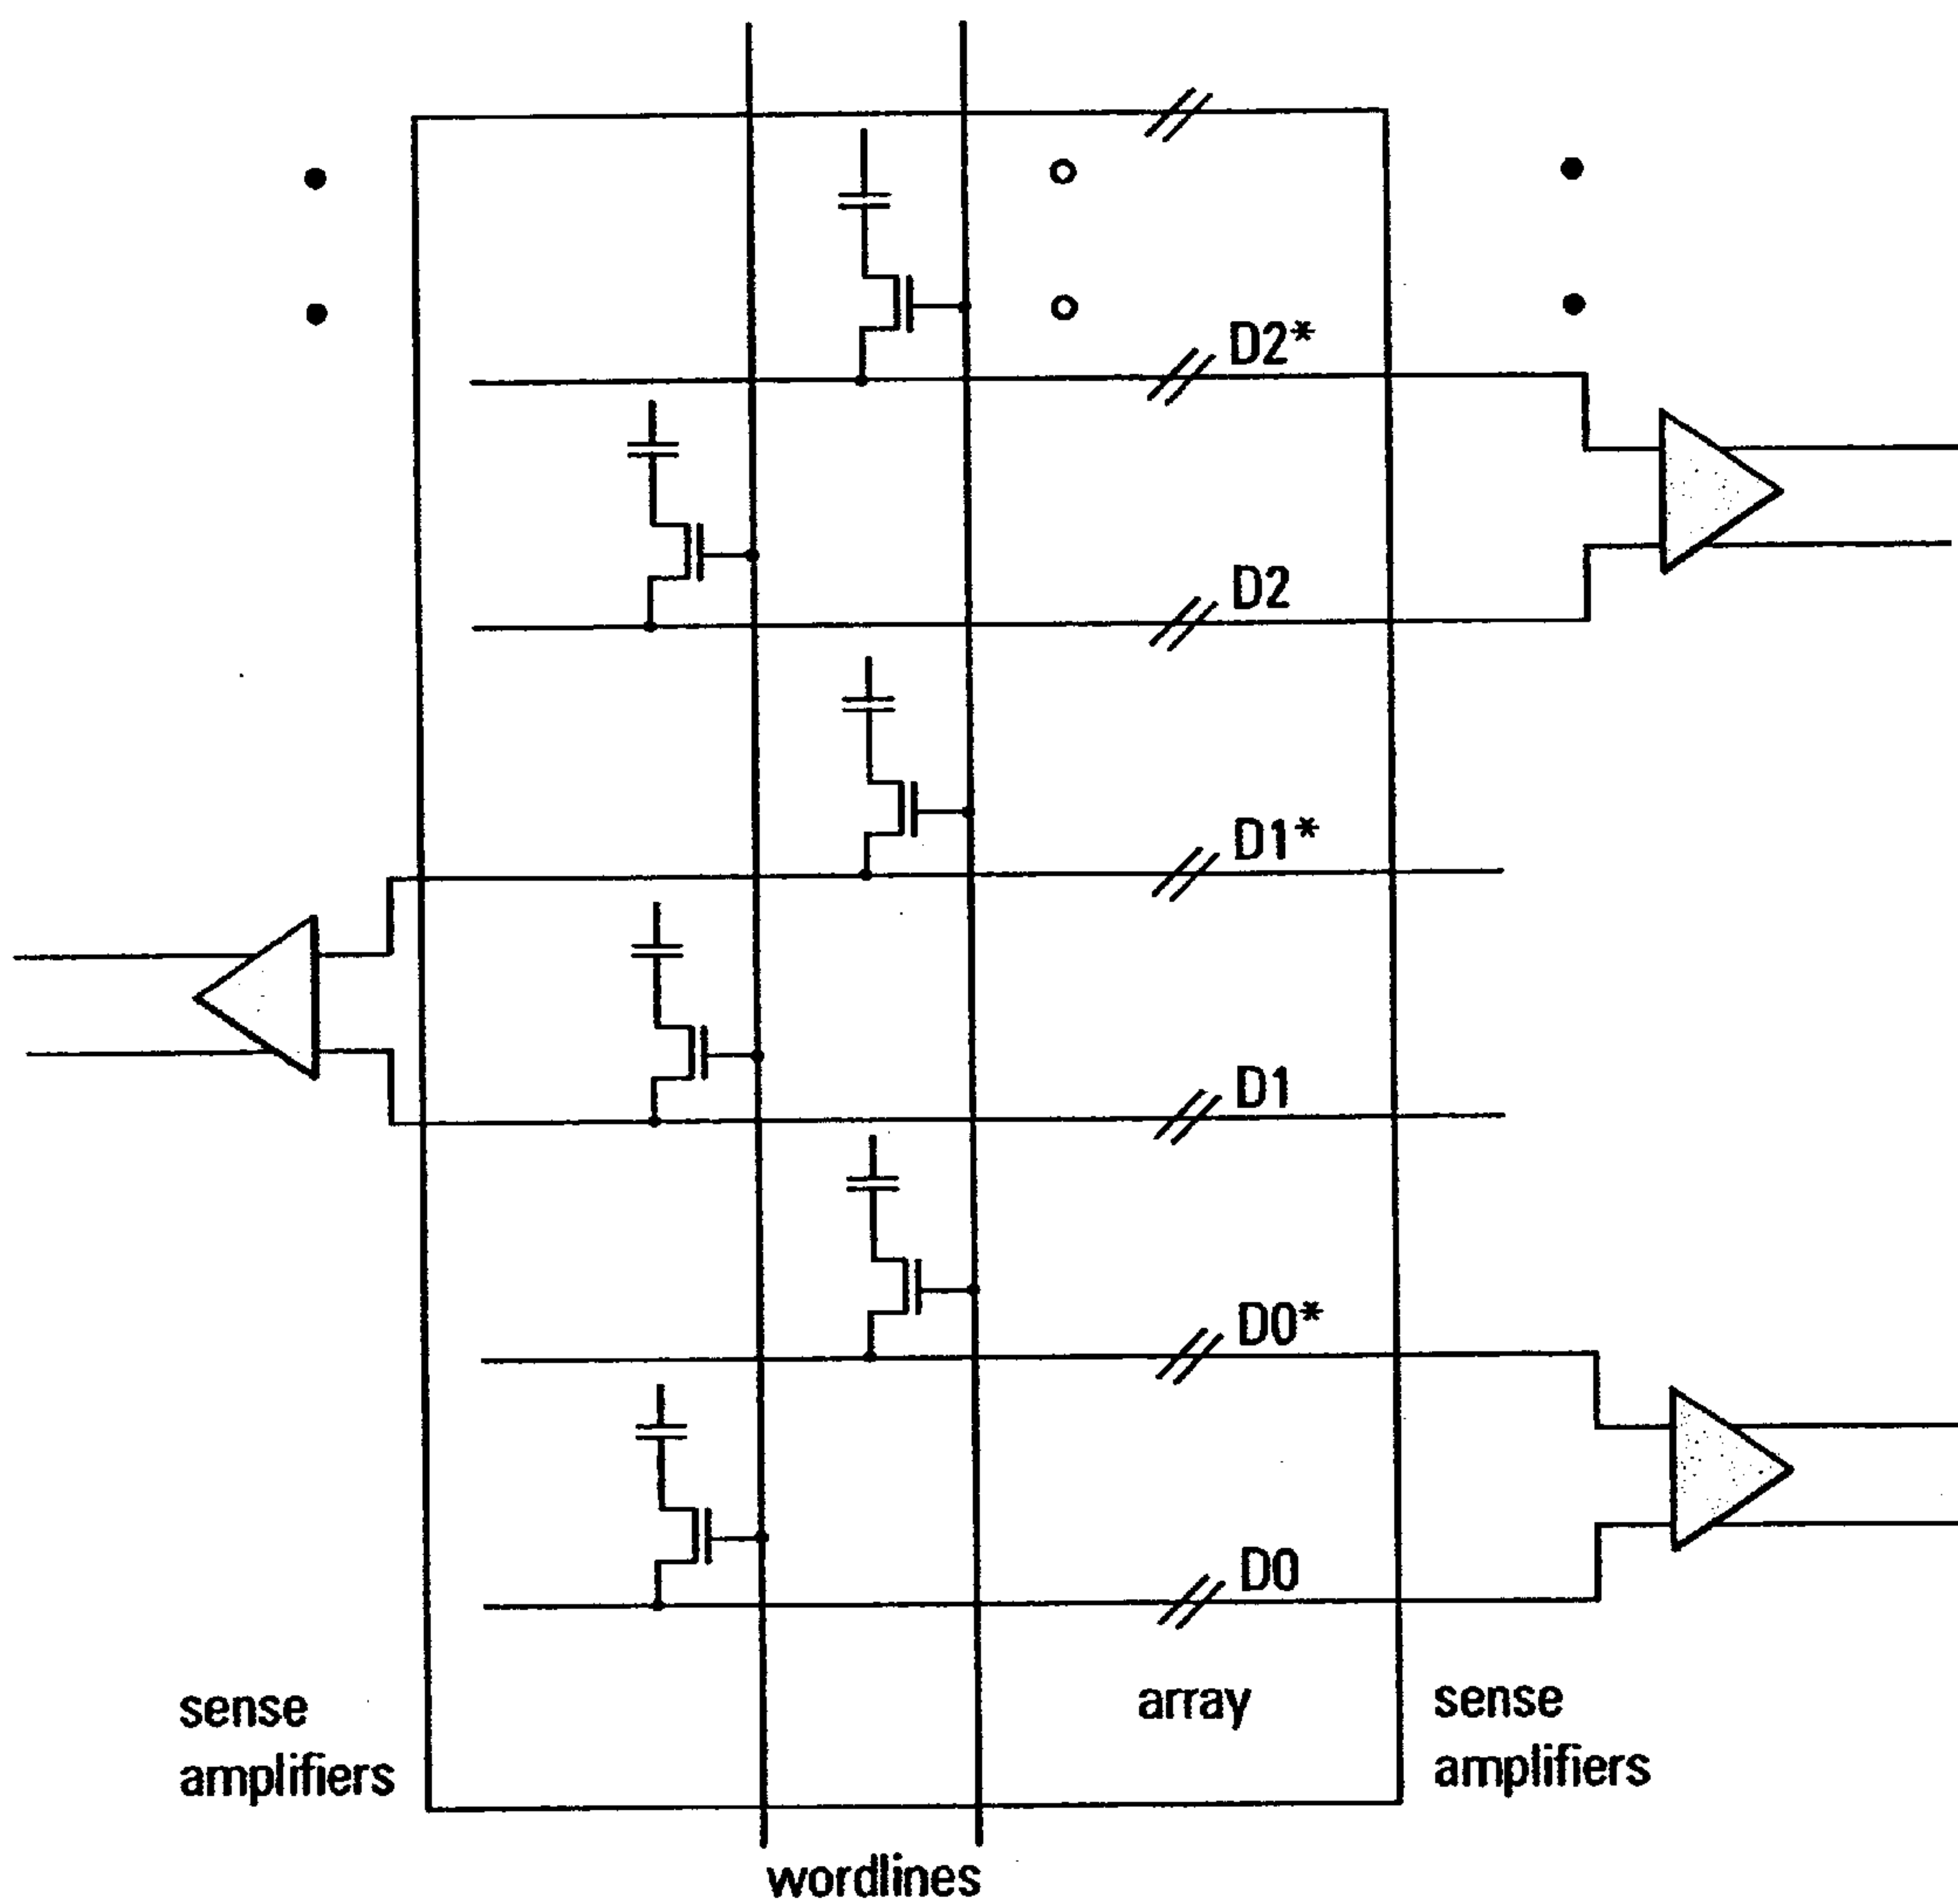 D2*
D2
D1*
D1
D0*
D0
sense
amplifiers
array
sense
amplifiers
wordlines